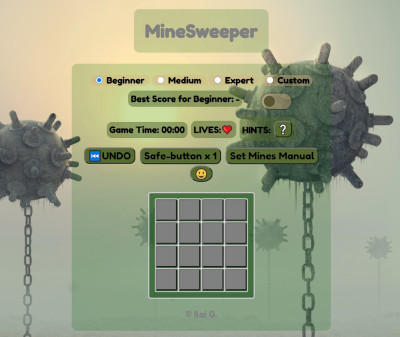 MineSweeper
Beginner Medium Expert Custom
Best Score for Beginner: -
Game Time: 00:00 LIVES:❤️ HINTS: ?
⏮UNDO Safe-button x 1 Set Mines Manual